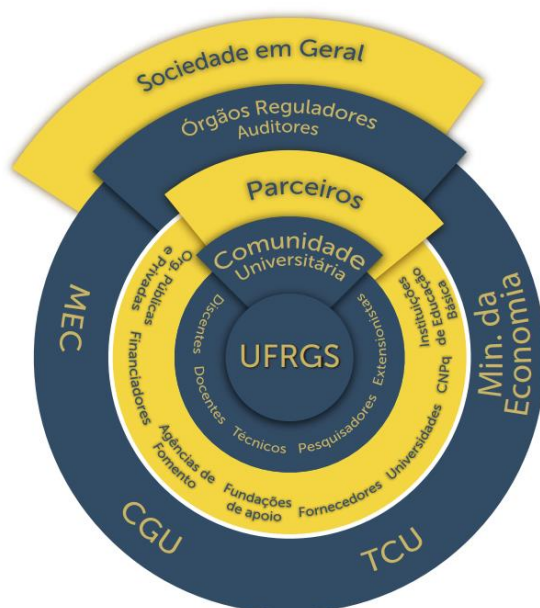 Sociedade em Geral
Órgãos Reguladores
Auditores
Parceiros
Comunidade
Universitária
UFRGS
Discentes
Docentes
Técnicos
Pesquisadores
Extensionistas
Org. Públicas
e Privadas
Financiadores
Agências de
Fomento
Fundações
de apoio
Fornecedores
Universidades
CNPq
Instituições
de Educação
Básica
MEC
CGU
TCU
Min. da
Economia